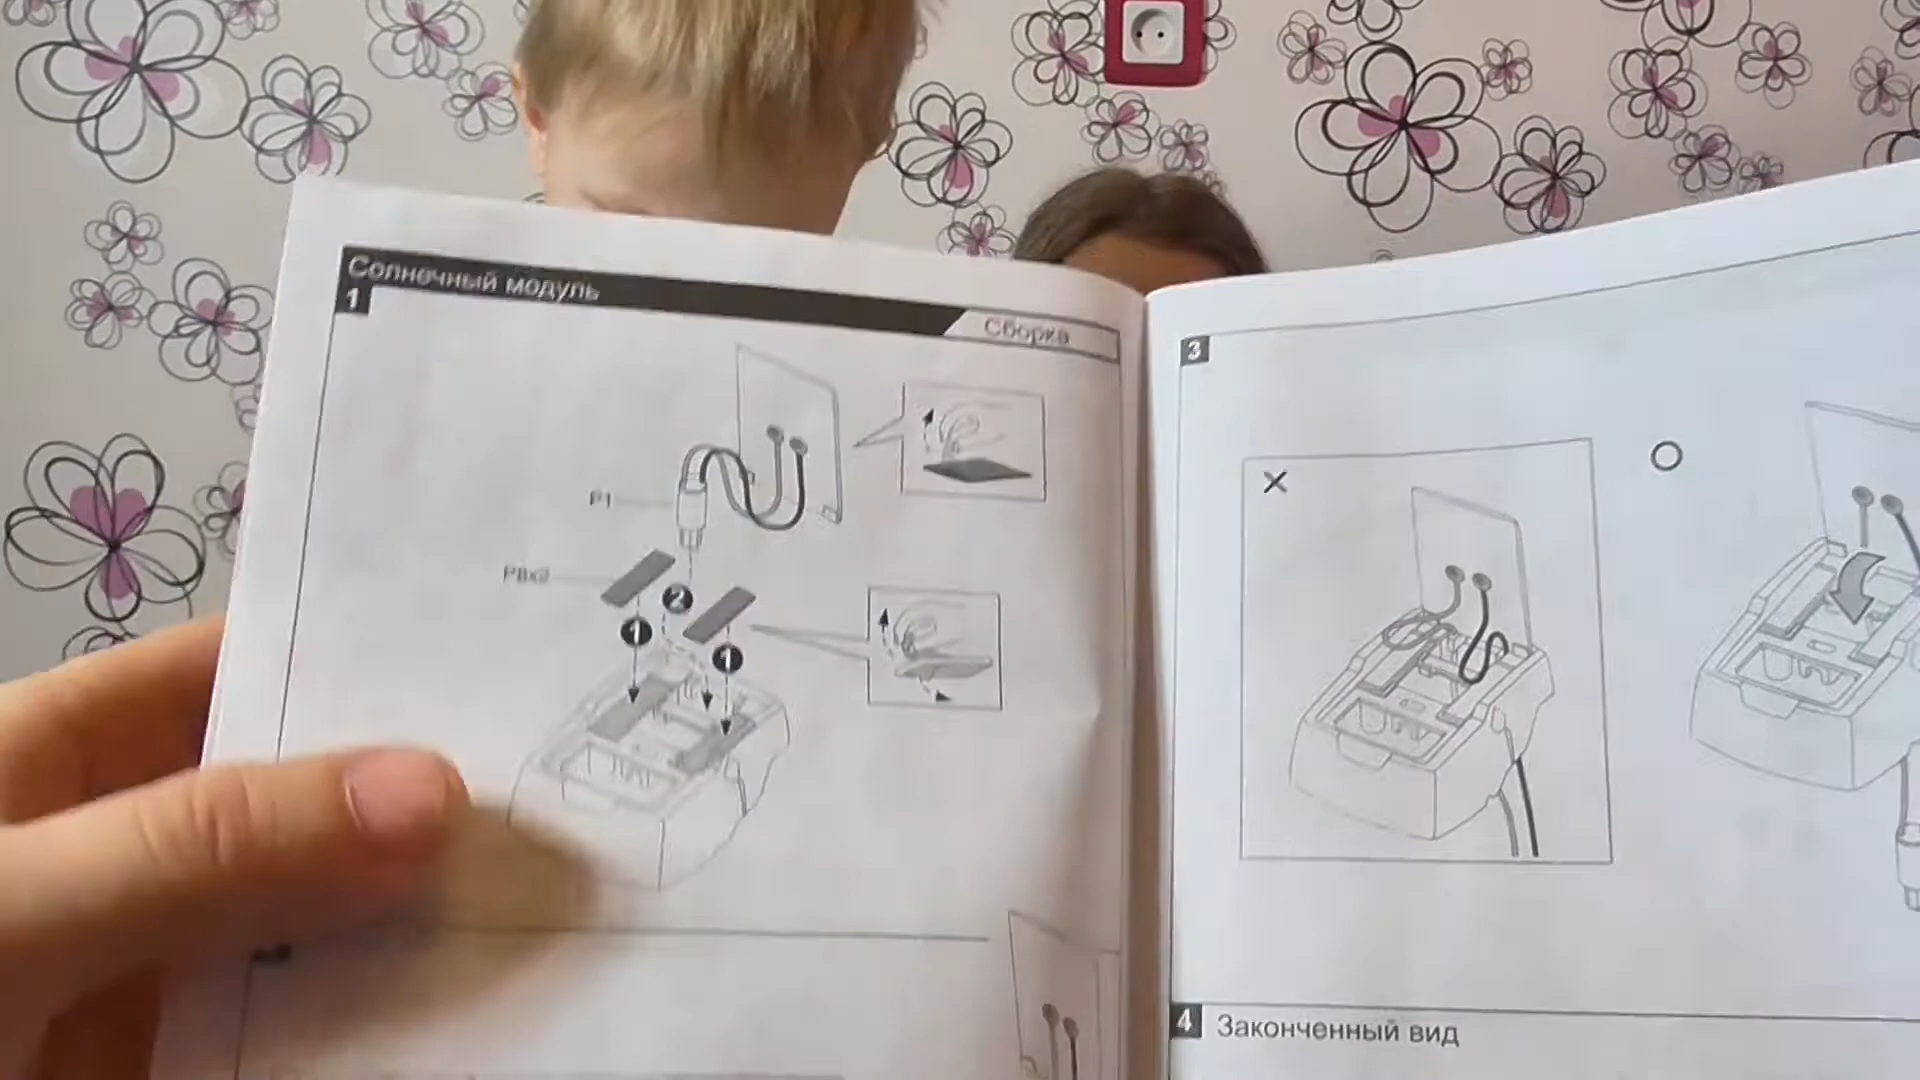 Солнечный модуль
Сборка
1
P1
P8x2
2
1
1
3
4 Законченный вид